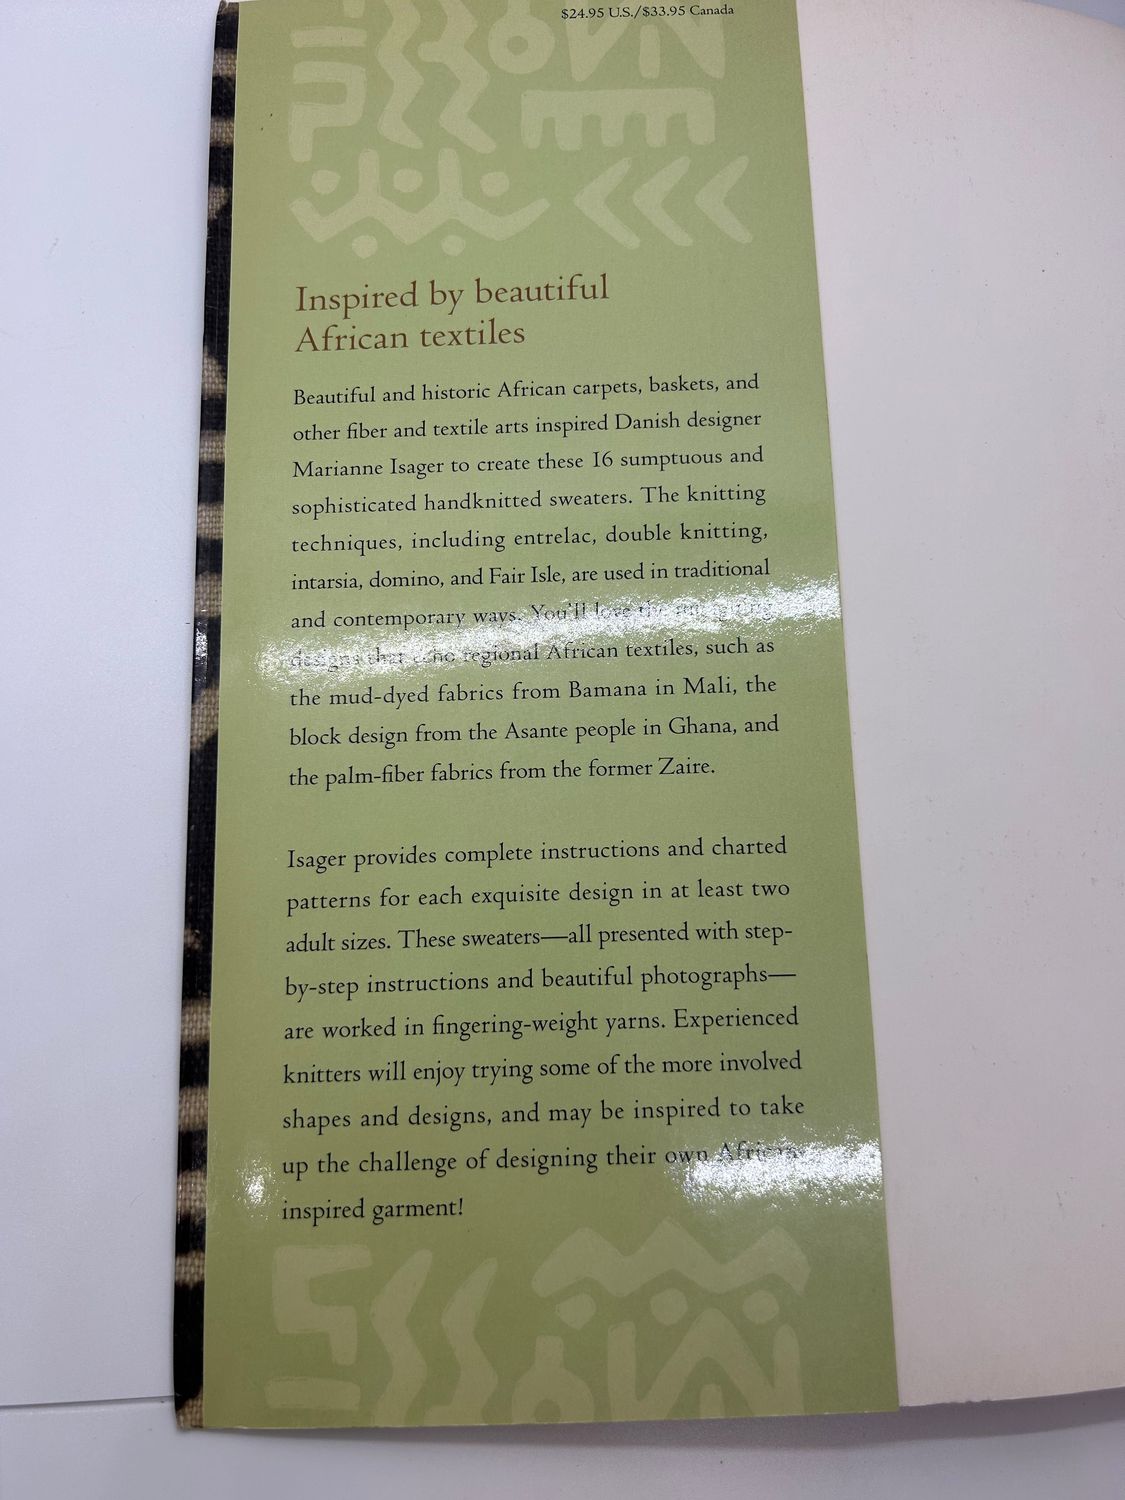 $24.95 U.S./$33.95 Canada
Inspired by beautiful
African textiles
Beautiful and historic African carpets, baskets, and
other fiber and textile arts inspired Danish designer
Marianne Isager to create these 16 sumptuous and
sophisticated handknitted sweaters. The knitting
techniques, including entrelac, double knitting,
intarsia, domino, and Fair Isle, are used in traditional
and contemporary ways. You'll love the
designs that echo regional African textiles, such as
the mud-dyed fabrics from Bamana in Mali, the
block design from the Asante people in Ghana, and
the palm-fiber fabrics from the former Zaire.
Isager provides complete instructions and charted
patterns for each exquisite design in at least two
adult sizes. These sweaters—all presented with step-
by-step instructions and beautiful photographs—
are worked in fingering-weight yarns. Experienced
knitters will enjoy trying some of the more involved
shapes and designs, and may be inspired to take
up the challenge of designing their own African-
inspired garment!